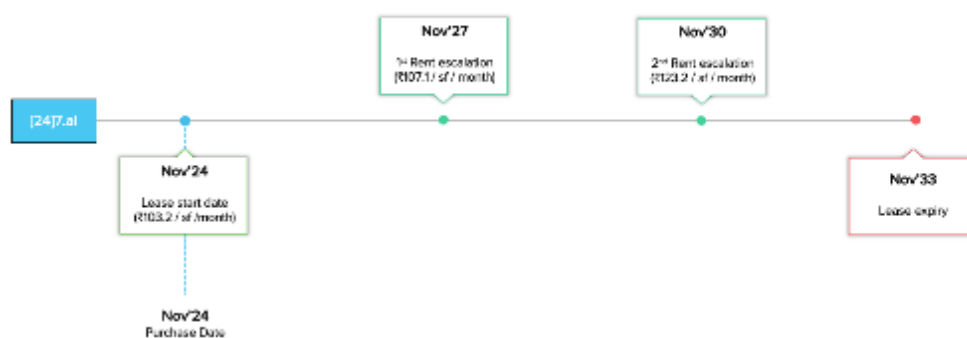 Nov'27
1st Rent escalation
(₹107.1 / sf / month)
Nov'30
2nd Rent escalation
(₹123.2 / sf / month)
[24]7.ai
Nov'24
Lease start date
(₹103.2 / sf /month)
Nov'33
Lease expiry
Nov'24
Purchase Date